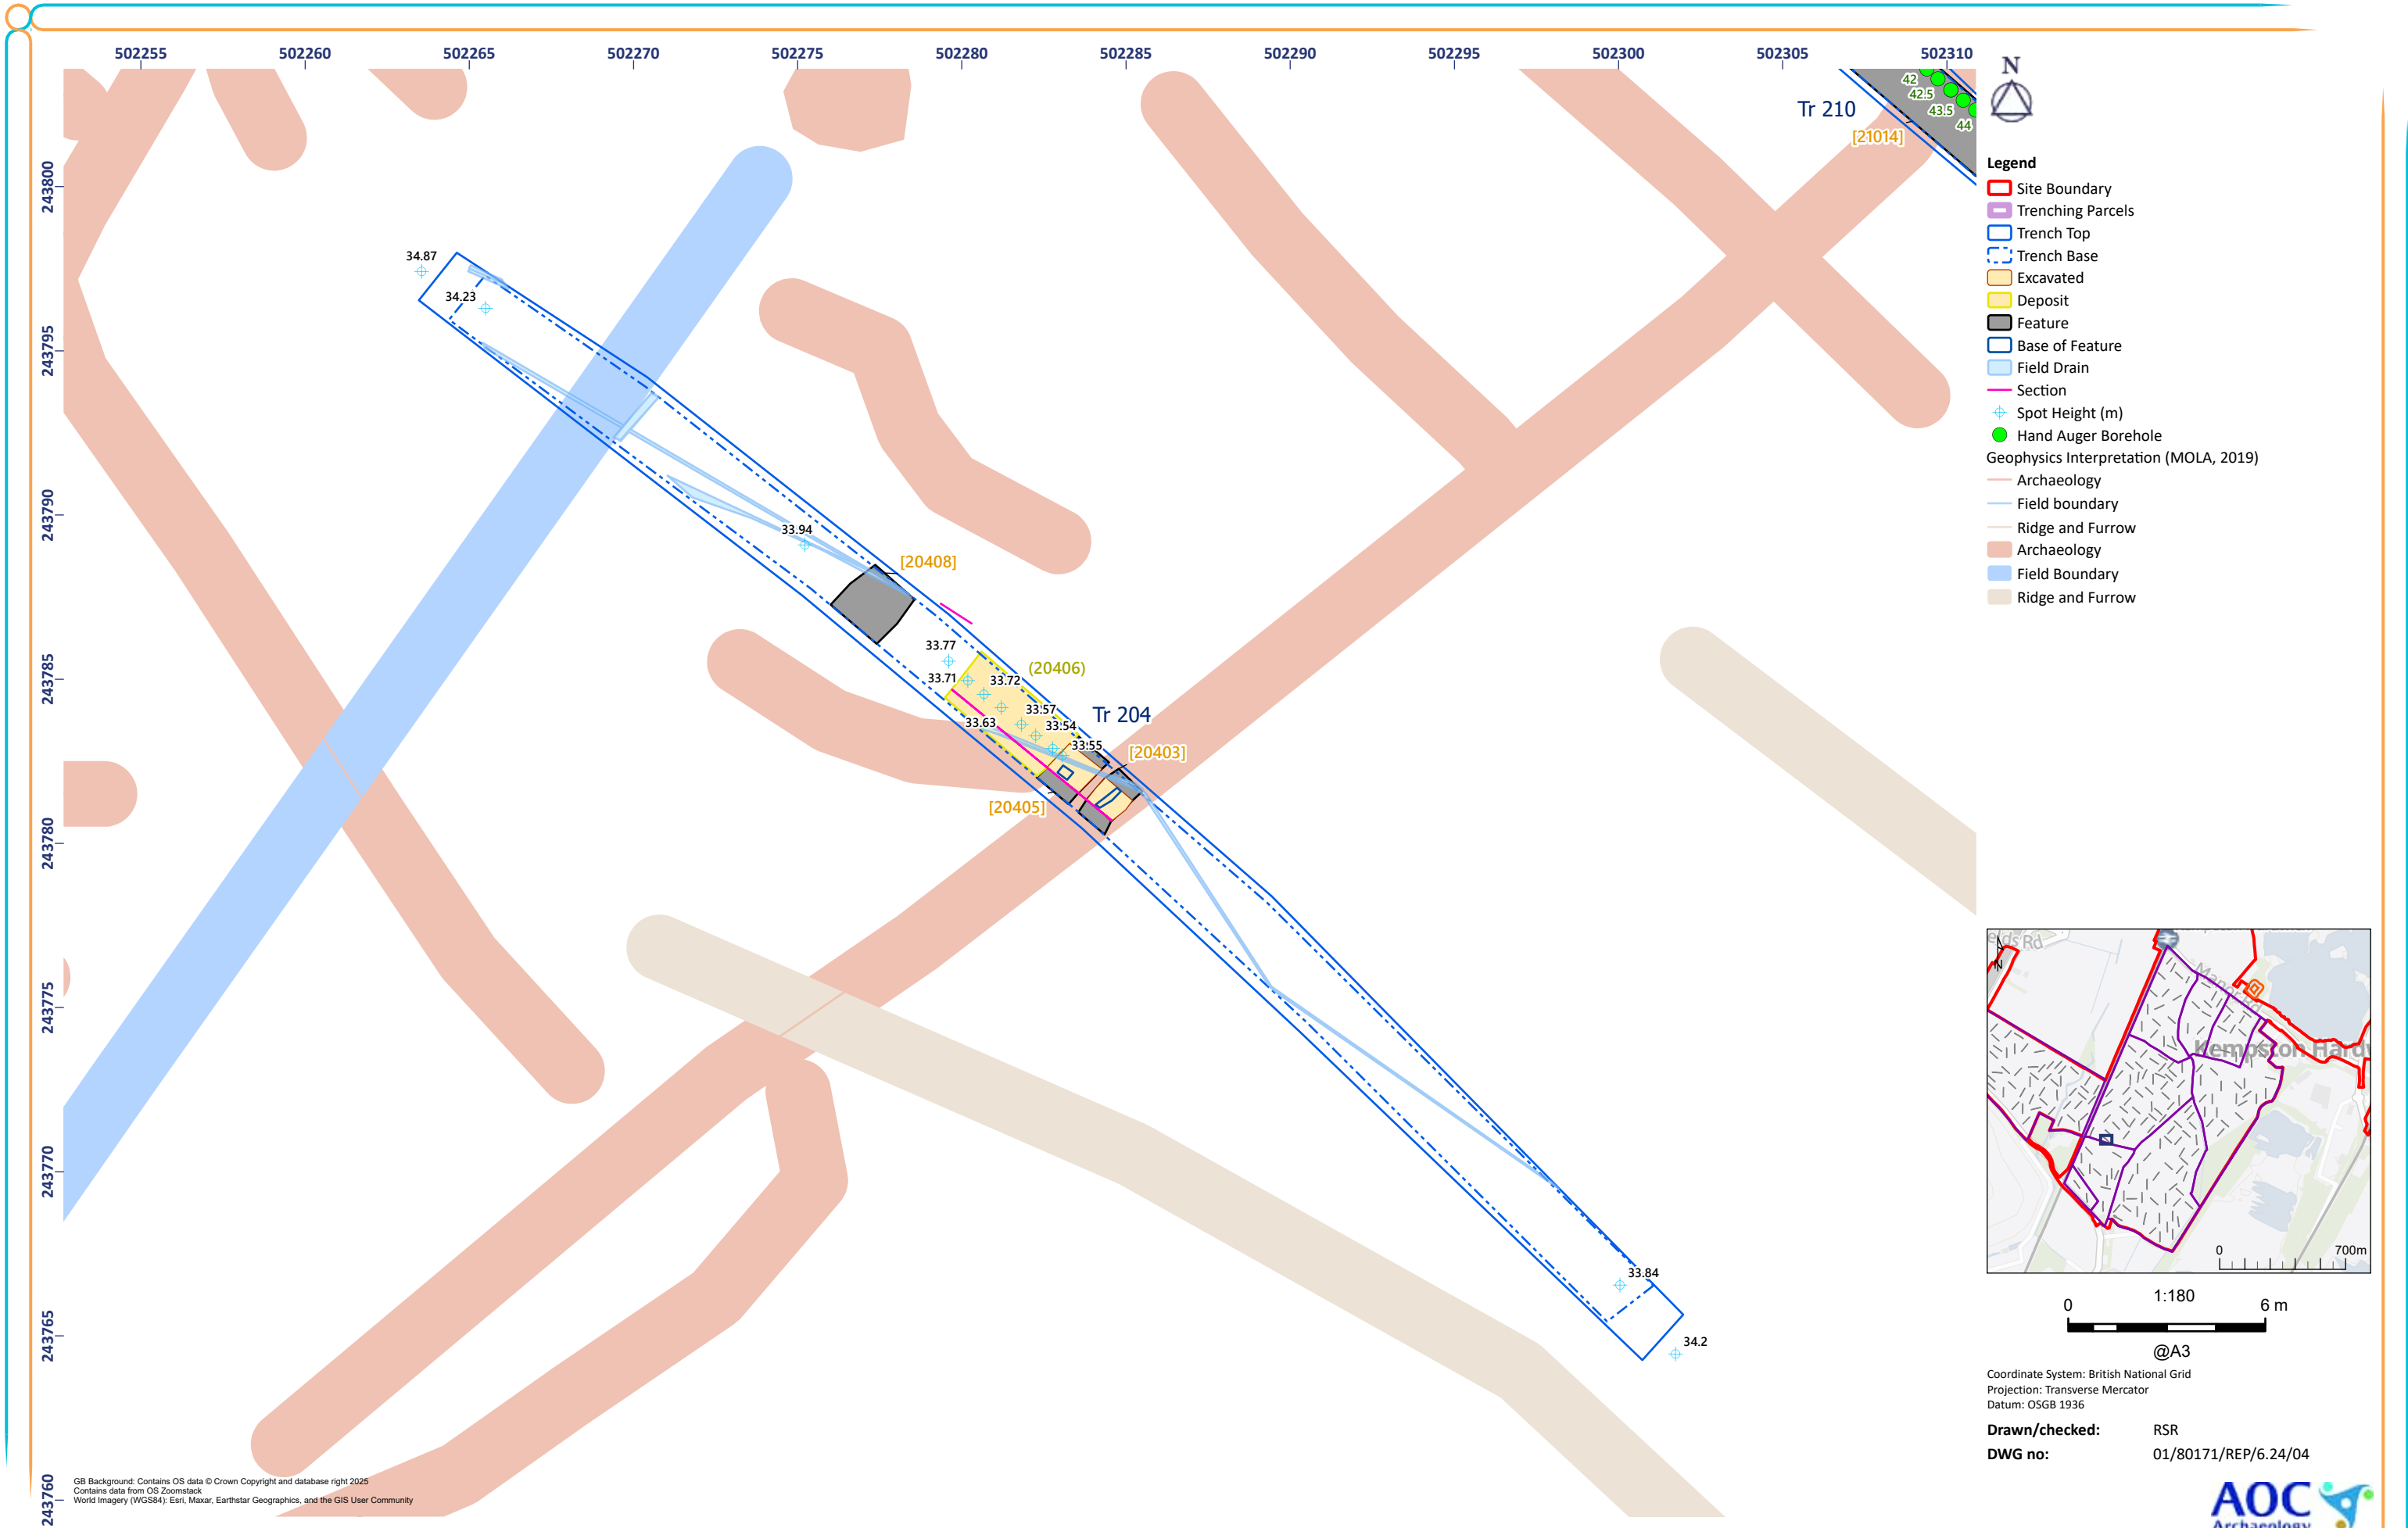 502255 502260 502265 502270 502275 502280 502285 502290 502295 502300 502305 502310
243800
243795
243790
243785
243780
243775
243770
243765
243760
N
Tr 210
[21014]
42
42.5
43.5
44
34.87
34.23
33.94
[20408]
33.77
33.71
33.72
(20406)
33.57
33.63
33.54
33.55
Tr 204
[20403]
[20405]
33.84
34.2
Legend
Site Boundary
Trenching Parcels
Trench Top
Trench Base
Excavated
Deposit
Feature
Base of Feature
Field Drain
Section
Spot Height (m)
Hand Auger Borehole
Geophysics Interpretation (MOLA, 2019)
Archaeology
Field boundary
Ridge and Furrow
Archaeology
Field Boundary
Ridge and Furrow
Rd
Manor Rd
Kempston Hardw
0 700m
1:180
0 6 m
@A3
Coordinate System: British National Grid
Projection: Transverse Mercator
Datum: OSGB 1936
Drawn/checked: RSR
DWG no: 01/80171/REP/6.24/04
AOC
Archaeology
GB Background: Contains OS data © Crown Copyright and database right 2025
Contains data from OS Zoomstack
World Imagery (WGS84): Esri, Maxar, Earthstar Geographics, and the GIS User Community